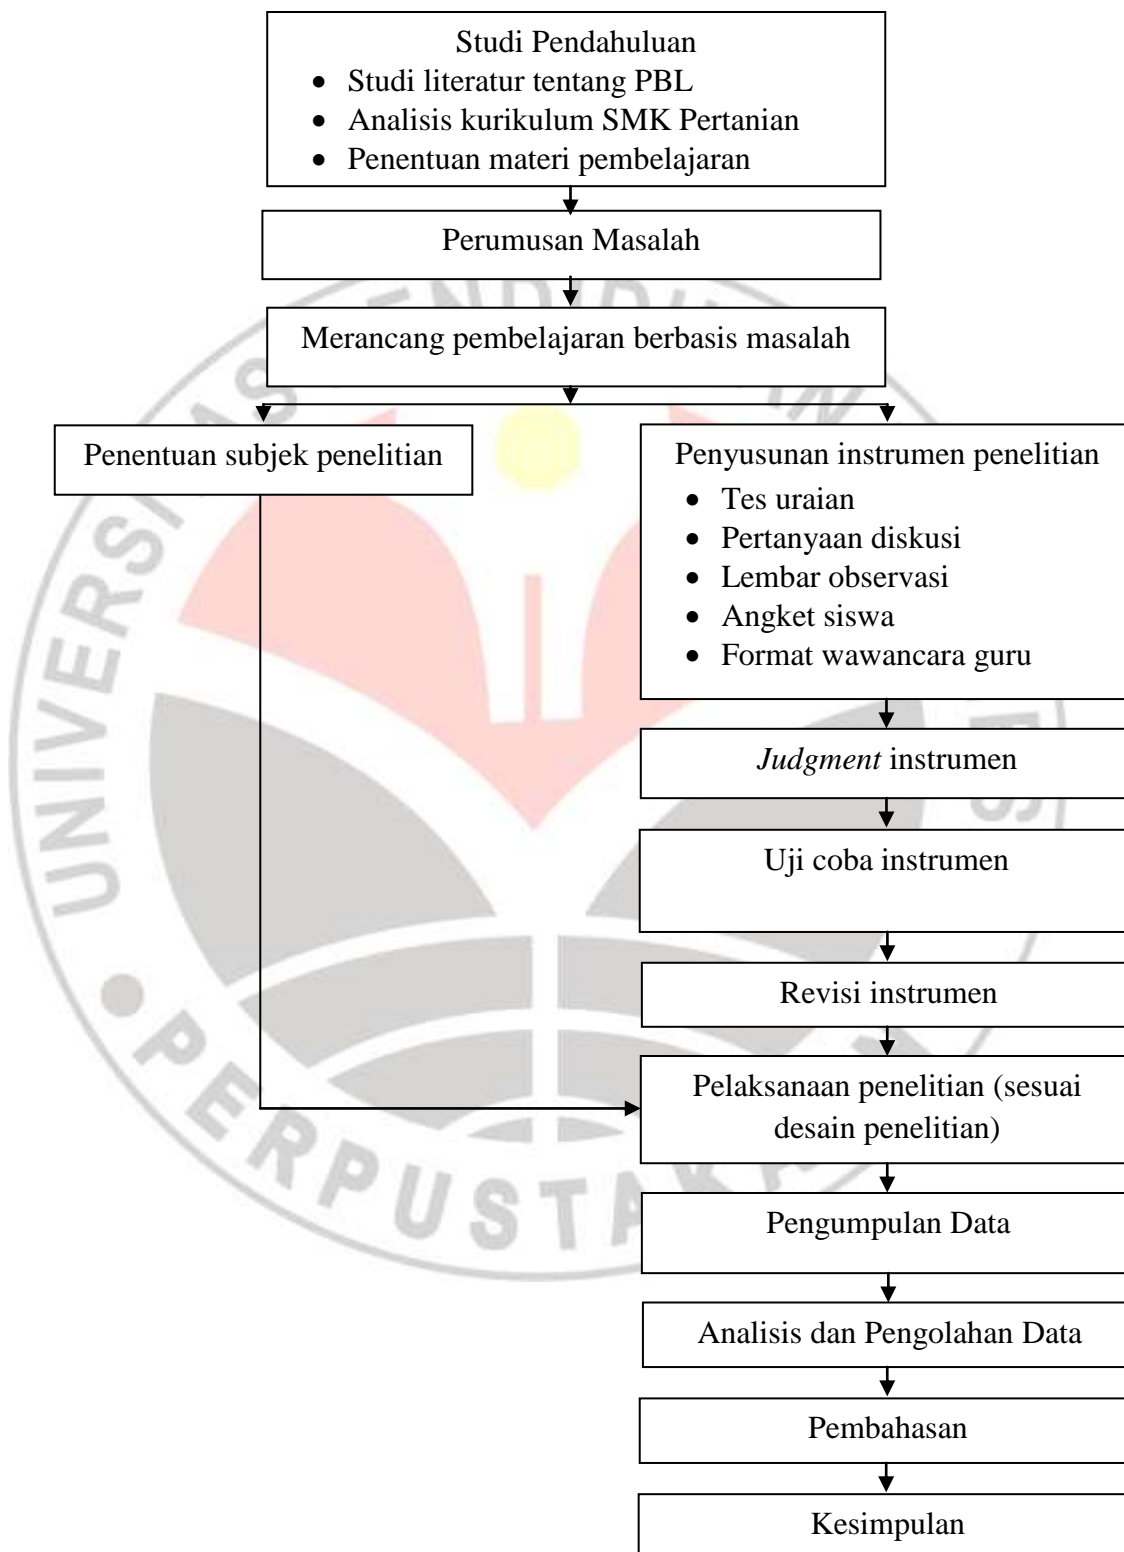 Studi Pendahuluan
• Studi literatur tentang PBL
• Analisis kurikulum SMK Pertanian
• Penentuan materi pembelajaran
Perumusan Masalah
Merancang pembelajaran berbasis masalah
Penentuan subjek penelitian
Penyusunan instrumen penelitian
• Tes uraian
• Pertanyaan diskusi
• Lembar observasi
• Angket siswa
• Format wawancara guru
Judgment instrumen
Uji coba instrumen
Revisi instrumen
Pelaksanaan penelitian (sesuai
desain penelitian)
Pengumpulan Data
Analisis dan Pengolahan Data
Pembahasan
Kesimpulan
PERPUSTAKA